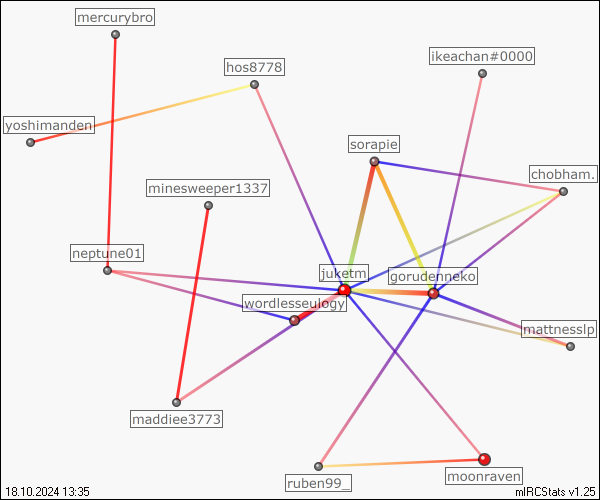 mercurybro
ikeachan#0000
hos8778
yoshimanden
sorapie
chobham.
minesweeper1337
neptune01
juketm
gorudenneko
wordlesseulogy
mattnesslp
maddiee3773
moonraven
ruben99_
18.10.2024 13:35
mIRCStats v1.25